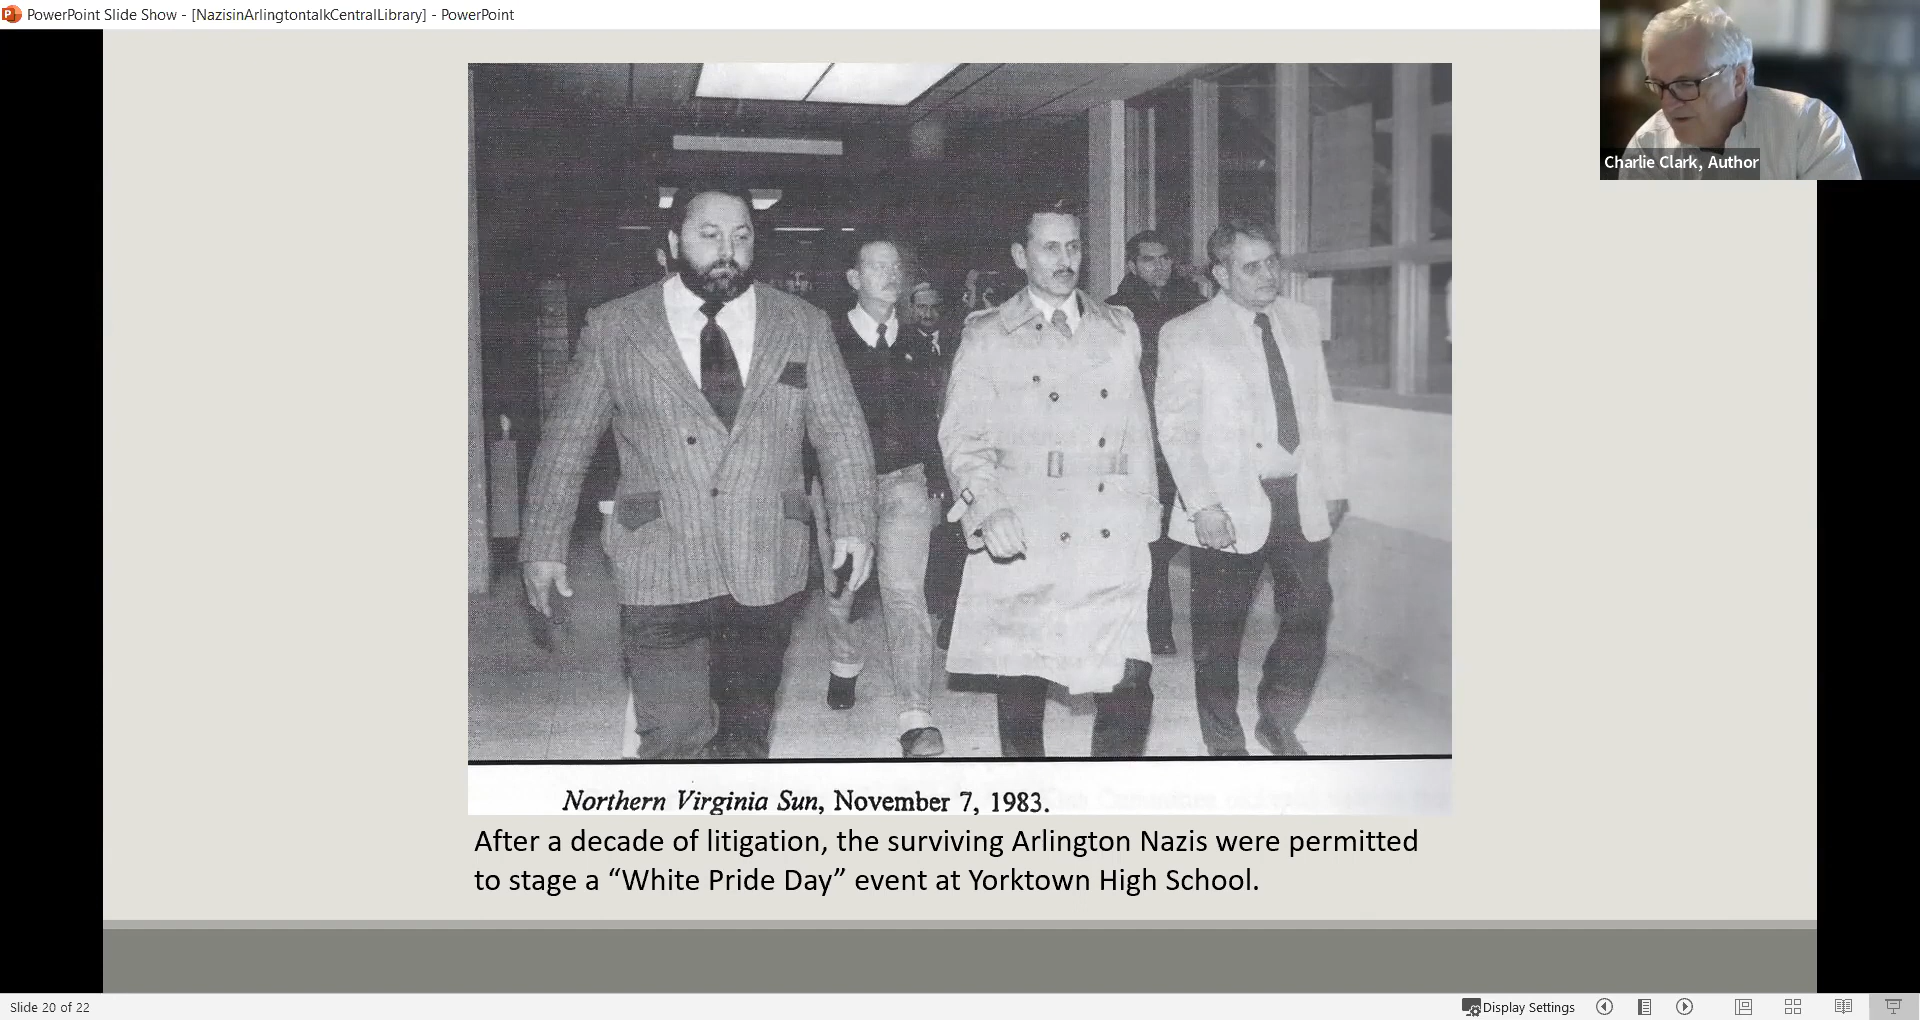 PowerPoint Slide Show - [NazisinArlingtontalkCentralLibrary] - PowerPoint
Charlie Clark, Author
Northern Virginia Sun, November 7, 1983.
After a decade of litigation, the surviving Arlington Nazis were permitted
to stage a “White Pride Day” event at Yorktown High School.
Slide 20 of 22
Display Settings